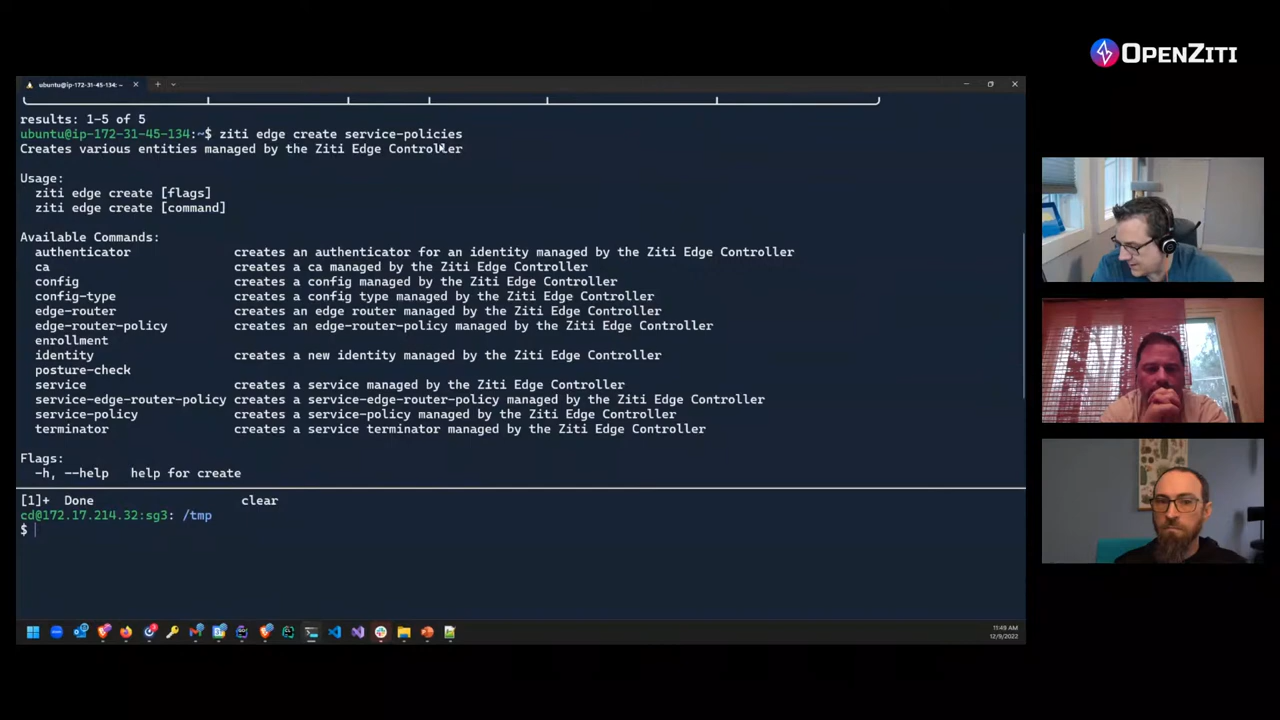 OPENZITI
ubuntu@ip-172-31-45-134: ~
results: 1-5 of 5
ubuntu@ip-172-31-45-134:~$ ziti edge create service-policies
Creates various entities managed by the Ziti Edge Controller
Usage:
ziti edge create [flags]
ziti edge create [command]
Available Commands:
authenticator creates an authenticator for an identity managed by the Ziti Edge Controller
ca creates a ca managed by the Ziti Edge Controller
config creates a config managed by the Ziti Edge Controller
config-type creates a config type managed by the Ziti Edge Controller
edge-router creates an edge router managed by the Ziti Edge Controller
edge-router-policy creates an edge-router-policy managed by the Ziti Edge Controller
enrollment
identity creates a new identity managed by the Ziti Edge Controller
posture-check
service creates a service managed by the Ziti Edge Controller
service-edge-router-policy creates a service-edge-router-policy managed by the Ziti Edge Controller
service-policy creates a service-policy managed by the Ziti Edge Controller
terminator creates a service terminator managed by the Ziti Edge Controller
Flags:
-h, --help help for create
[1]+ Done clear
cd@172.17.214.32:sg3: /tmp
$
11:49 AM
12/9/2022